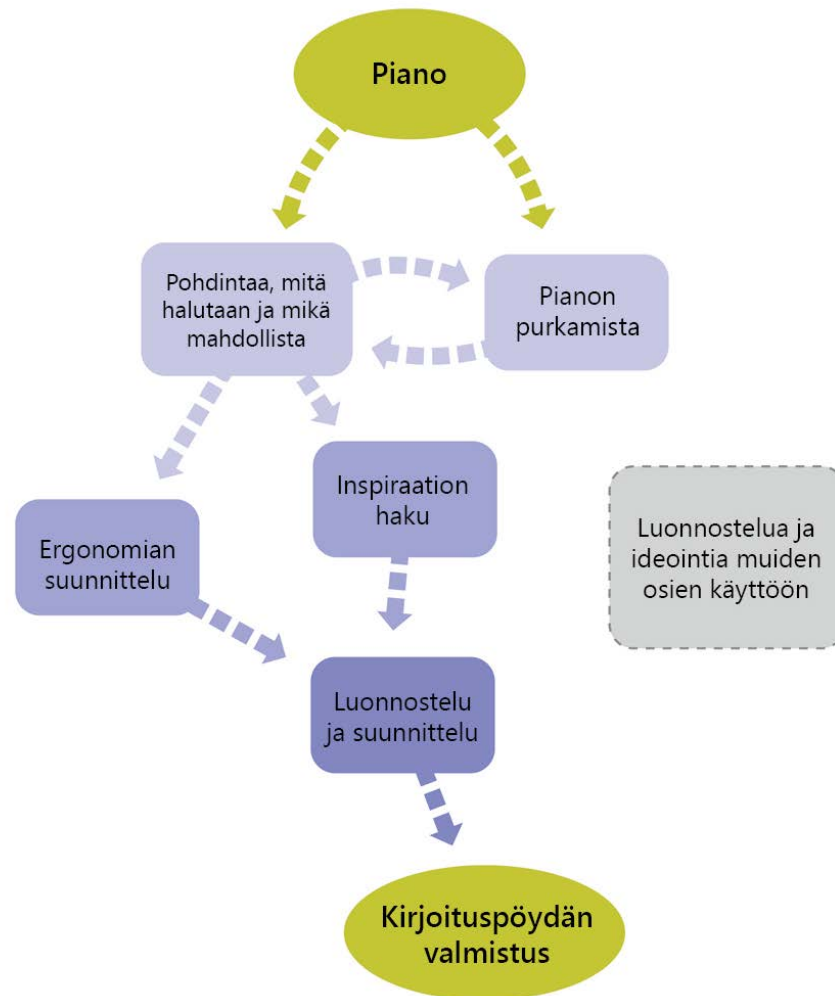 Piano
Pohdintaa, mitä
halutaan ja mikä
mahdollista
Pianon
purkamista
Inspiraation
haku
Ergonomian
suunnittelu
Luonnostelua ja
ideointia muiden
osien käyttöön
Luonnostelu
ja suunnittelu
Kirjoituspöydän
valmistus